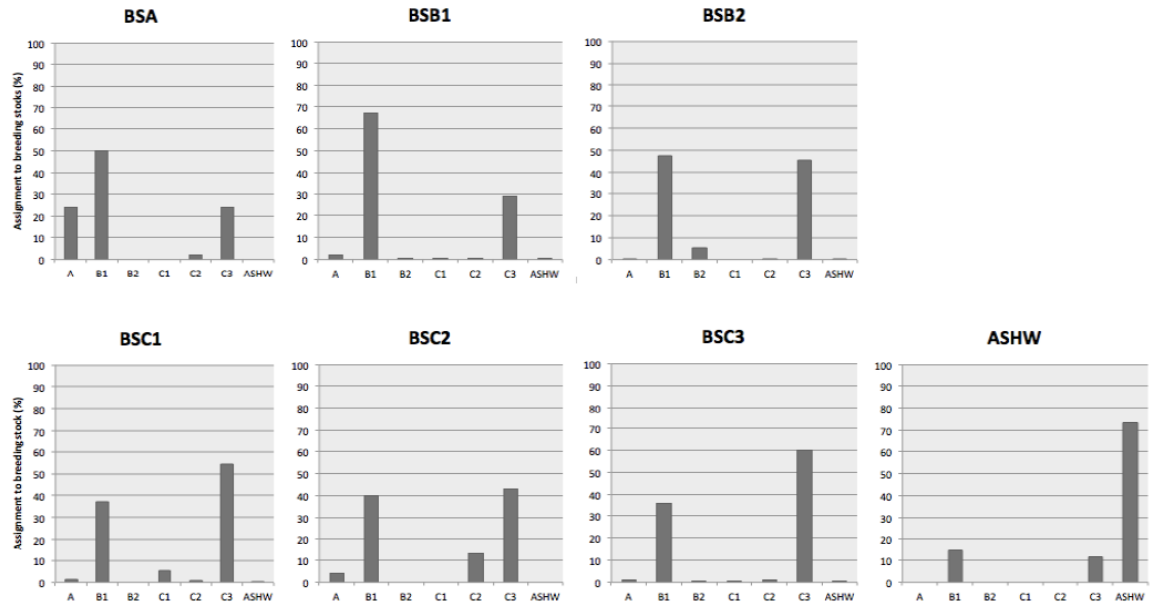 BSA BSB1 BSB2
Assignment to breeding stocks (%)
100 100 100
90 90 90
80 80 80
70 70 70
60 60 60
50 50 50
40 40 40
30 30 30
20 20 20
10 10 10
0 0 0
A B1 B2 C1 C2 C3 ASHW A B1 B2 C1 C2 C3 ASHW A B1 B2 C1 C2 C3 ASHW
BSC1 BSC2 BSC3 ASHW
Assignment to breeding stock (%)
100 100 100 100
90 90 90 90
80 80 80 80
70 70 70 70
60 60 60 60
50 50 50 50
40 40 40 40
30 30 30 30
20 20 20 20
10 10 10 10
0 0 0 0
A B1 B2 C1 C2 C3 ASHW A B1 B2 C1 C2 C3 ASHW A B1 B2 C1 C2 C3 ASHW A B1 B2 C1 C2 C3 ASHW